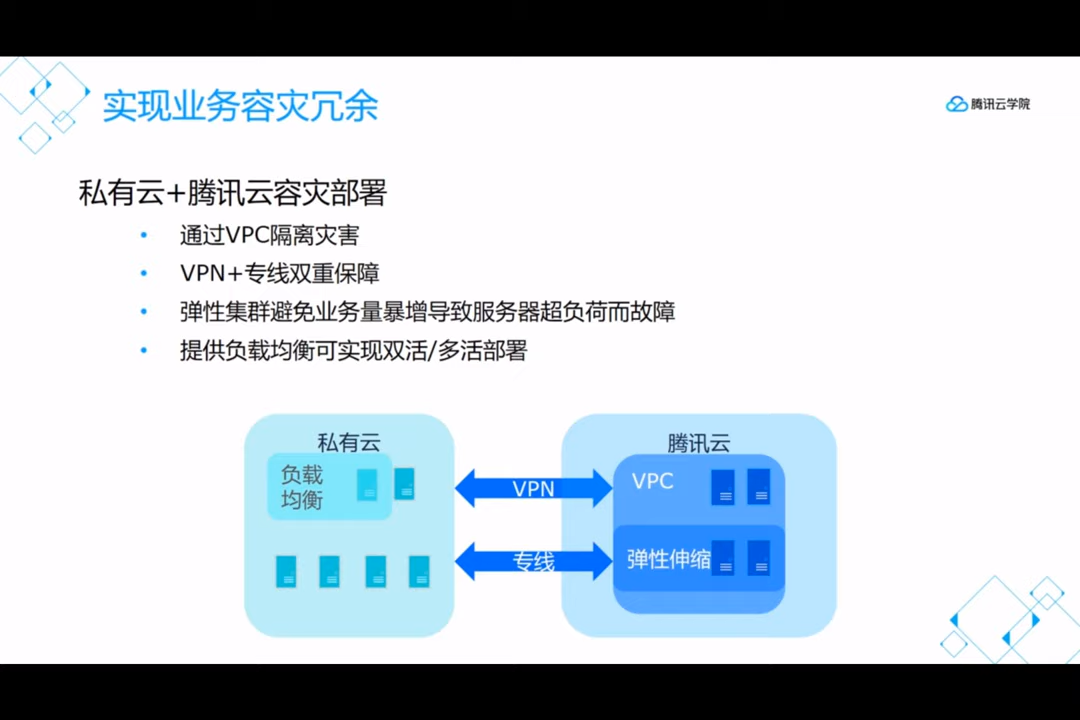 实现业务容灾冗余
腾讯云学院
私有云+腾讯云容灾部署
• 通过VPC隔离灾害
• VPN+专线双重保障
• 弹性集群避免业务量暴增导致服务器超负荷而故障
• 提供负载均衡可实现双活/多活部署
私有云
负载
均衡
VPN
专线
腾讯云
VPC
弹性伸缩